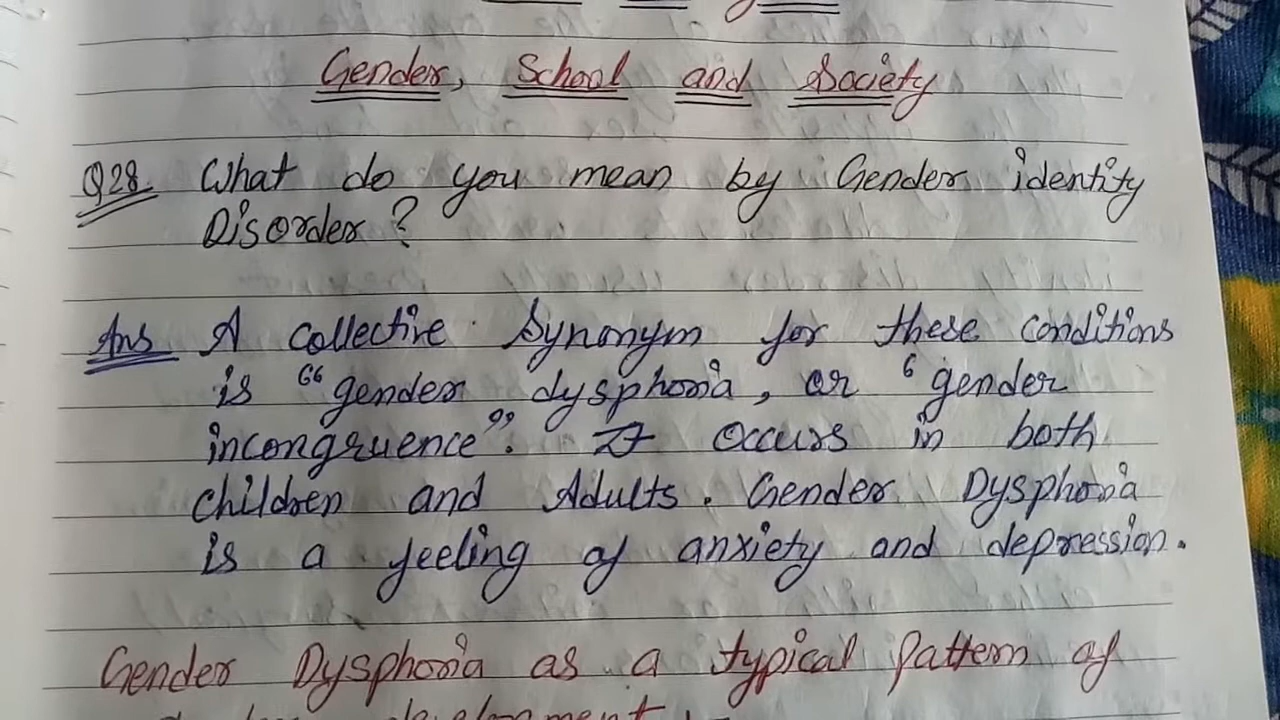 Gender, School and Society
Q28 What do you mean by Gender identity
Disorder ?
Ans A collective Synonym for these conditions
is “gender dysphoria, or ‘gender
incongruence”. It occurs in both
children and Adults. Gender Dysphoria
is a feeling of anxiety and depression.
Gender Dysphoria as a typical Pattern of
development